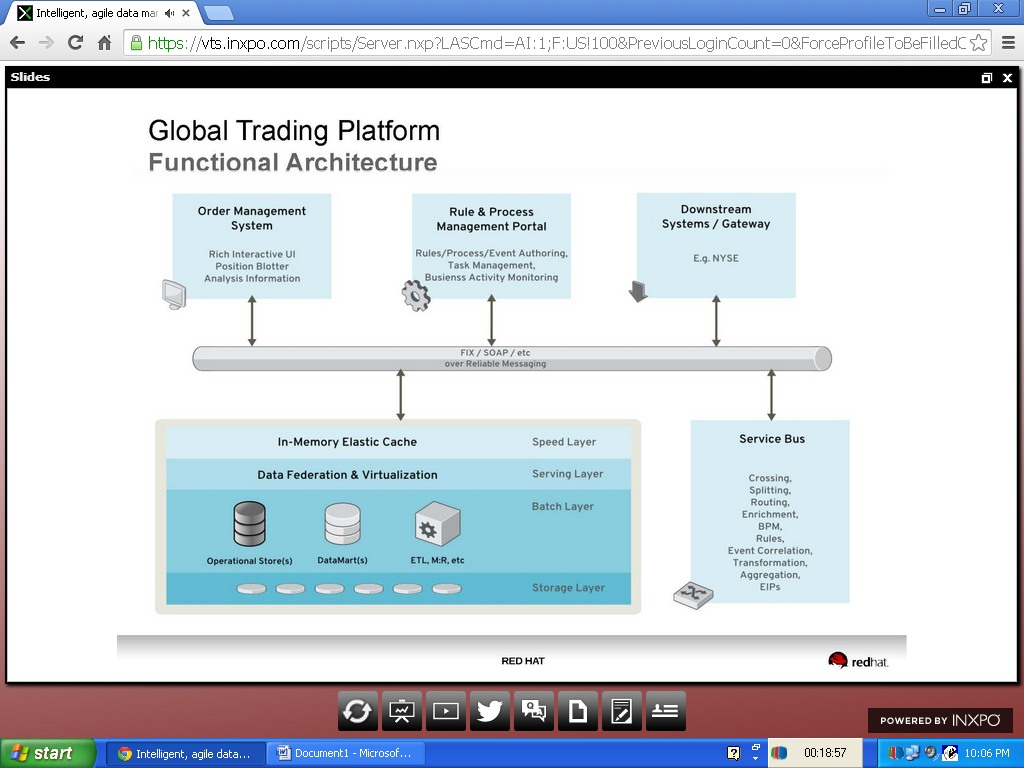 Intelligent, agile data mar
https://vts.inxpo.com/scripts/Server.nxp?LASCmd=AI:1;F:US!100&PreviousLoginCount=0&ForceProfileToBeFilledO
Slides
Global Trading Platform
Functional Architecture
Order Management
System
Rich Interactive UI
Position Blotter
Analysis Information
Rule & Process
Management Portal
Rules/Process/Event Authoring,
Task Management,
Busienss Activity Monitoring
Downstream
Systems / Gateway
E.g. NYSE
FIX / SOAP / etc
over Reliable Messaging
In-Memory Elastic Cache
Speed Layer
Data Federation & Virtualization
Serving Layer
Batch Layer
Operational Store(s)
DataMart(s)
ETL, M:R, etc
Storage Layer
Service Bus
Crossing,
Splitting,
Routing,
Enrichment,
BPM,
Rules,
Event Correlation,
Transformation,
Aggregation,
EIPs
RED HAT
redhat.
POWERED BY INXPO
start
Intelligent, agile data...
Document1 - Microsof...
00:18:57
10:06 PM